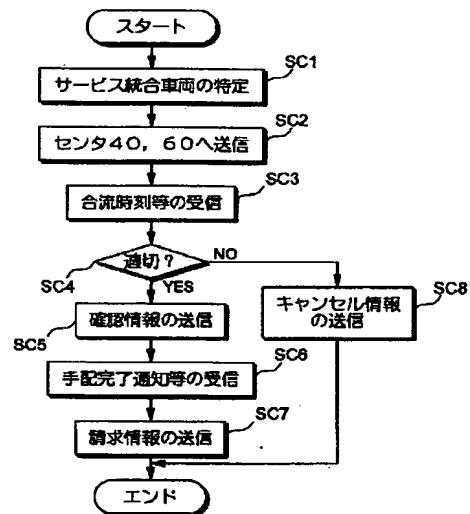 スタート
SC1
サービス統合車両の特定
SC2
センタ40，60へ送信
SC3
合流時刻等の受信
適切？
NO
SC4
YES
SC8
キャンセル情報
の送信
確認情報の送信
SC5
SC6
手配完了通知等の受信
SC7
請求情報の送信
エンド